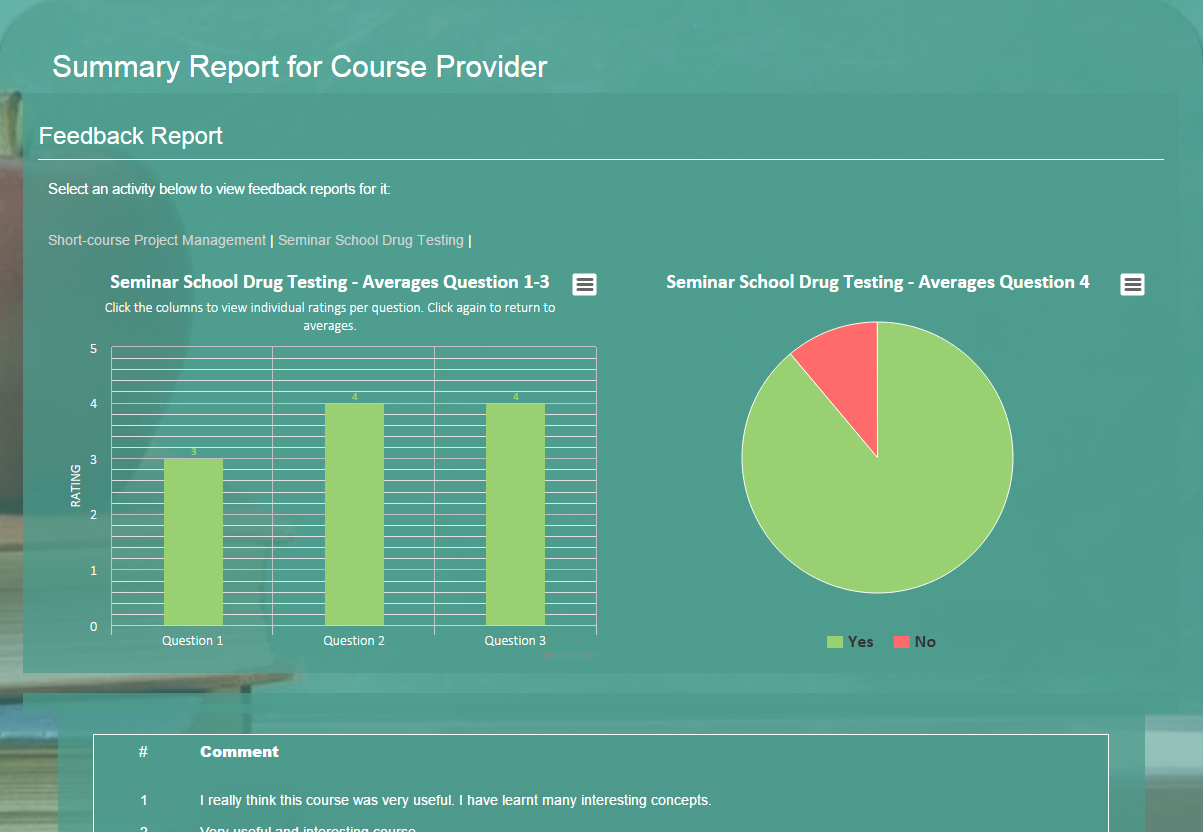 Summary Report for Course Provider
Feedback Report
Select an activity below to view feedback reports for it:
Short-course Project Management | Seminar School Drug Testing |
Seminar School Drug Testing - Averages Question 1-3
Click the columns to view individual ratings per question. Click again to return to
averages.
5
4
3
2
1
0
RATING
3
4
4
Question 1
Question 2
Question 3
Seminar School Drug Testing - Averages Question 4
Yes
No
# Comment
1 I really think this course was very useful. I have learnt many interesting concepts.
2 Very useful and interesting course